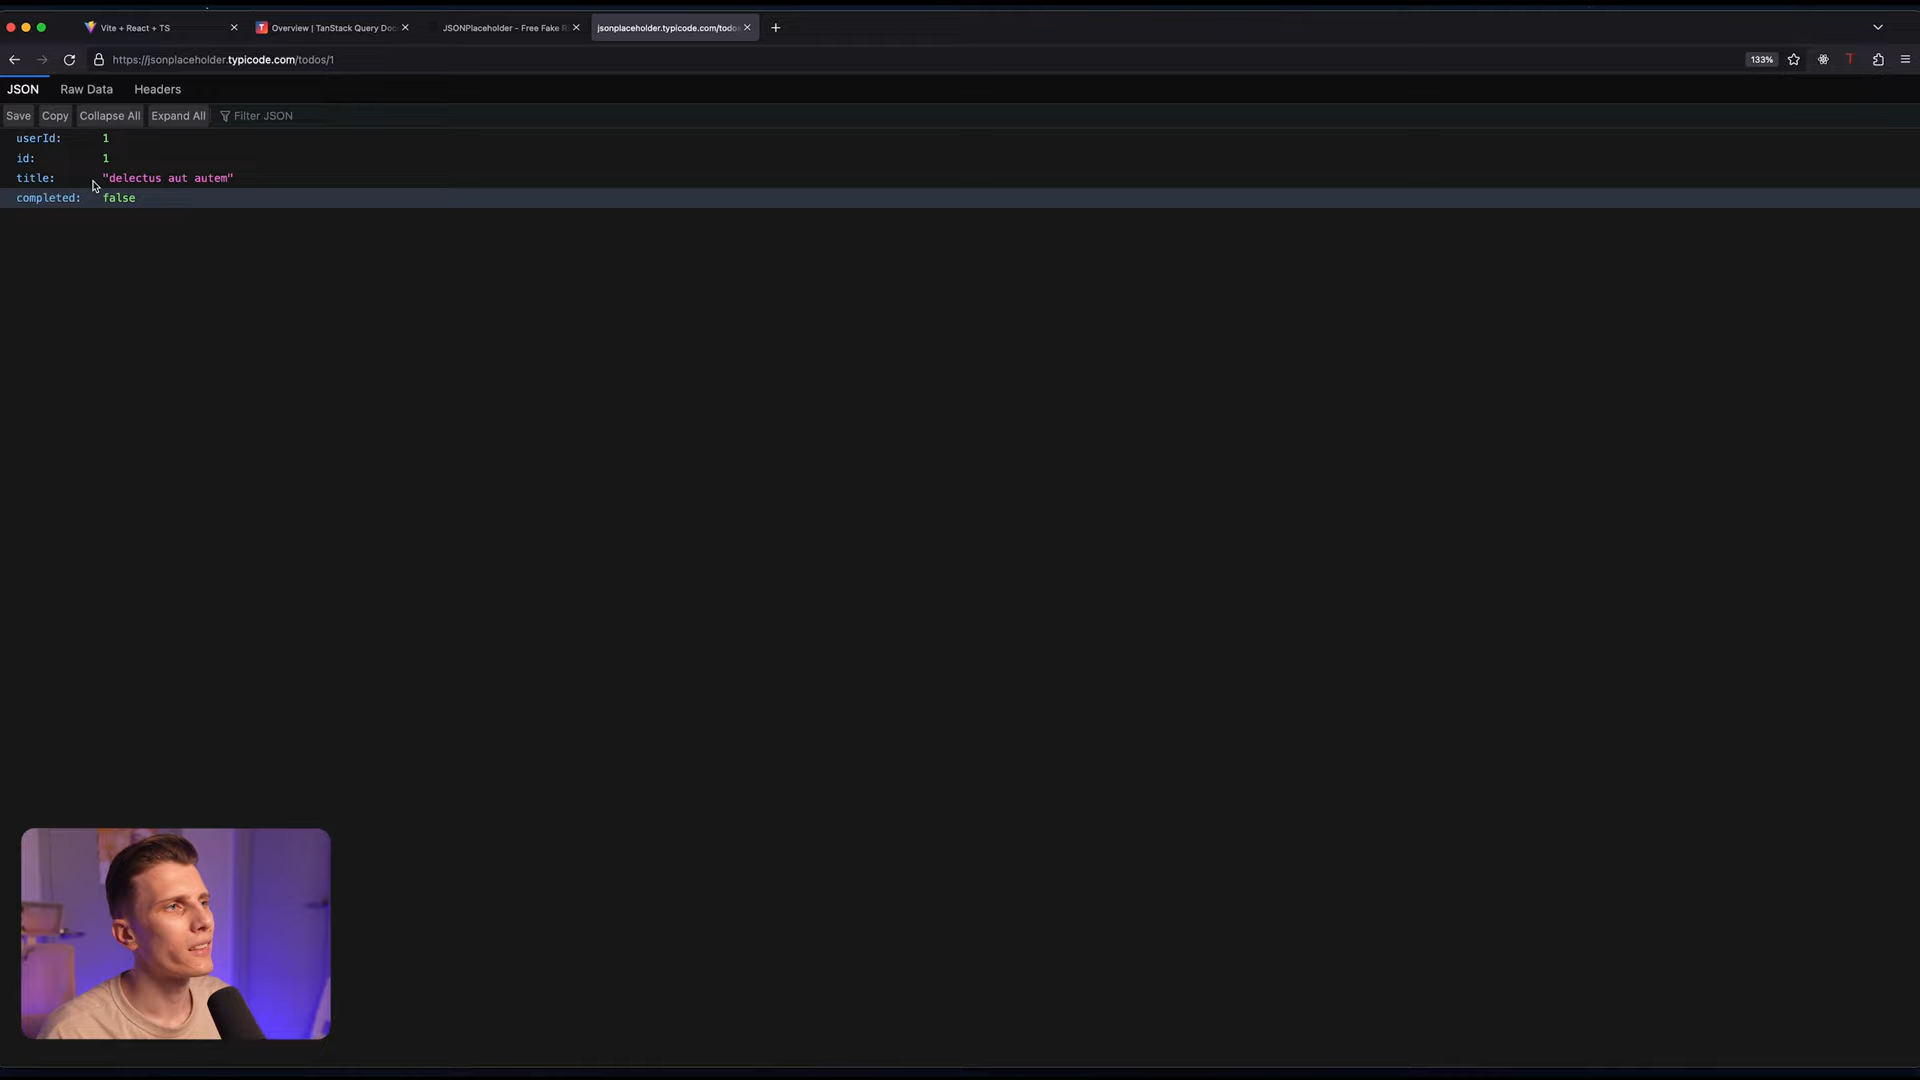 Vite + React + TS
Overview | TanStack Query Doc
JSONPlaceholder - Free Fake R
jsonplaceholder.typicode.com/todo
https://jsonplaceholder.typicode.com/todos/1
133%
JSON Raw Data Headers
Save Copy Collapse All Expand All Filter JSON
userId: 1
id: 1
title: "delectus aut autem"
completed: false